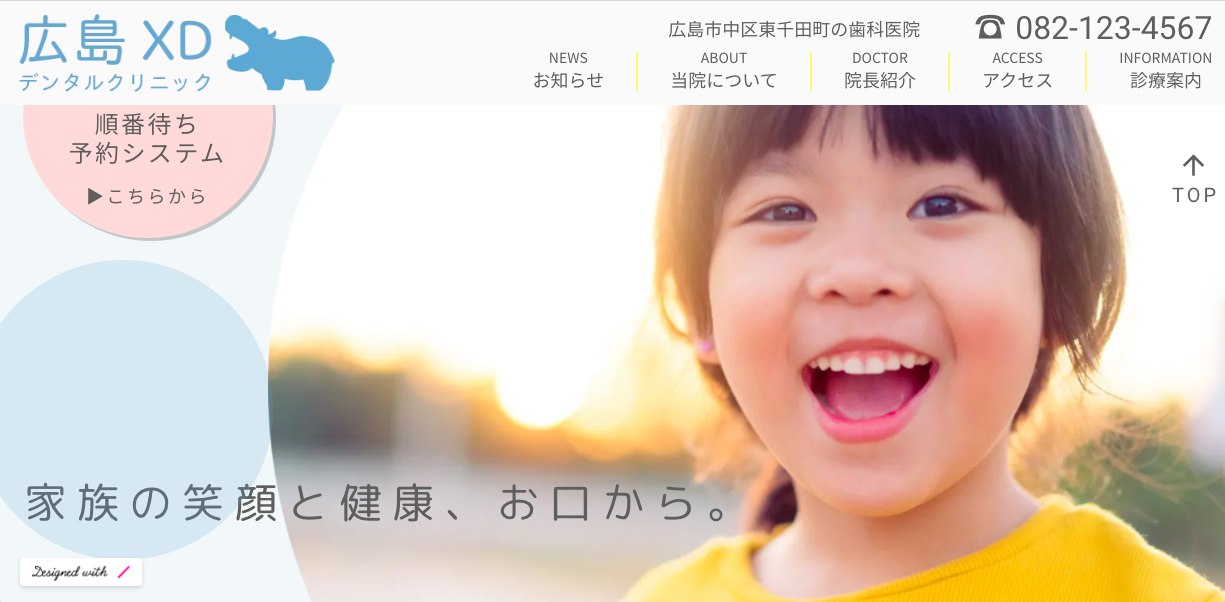 広島 XD
デンタルクリニック
広島市中区東千田町の歯科医院
☎ 082-123-4567
NEWS
お知らせ
ABOUT
当院について
DOCTOR
院長紹介
ACCESS
アクセス
INFORMATION
診療案内
順番待ち
予約システム
▶こちらから
↑
TOP
家族の笑顔と健康、お口から。
Designed with